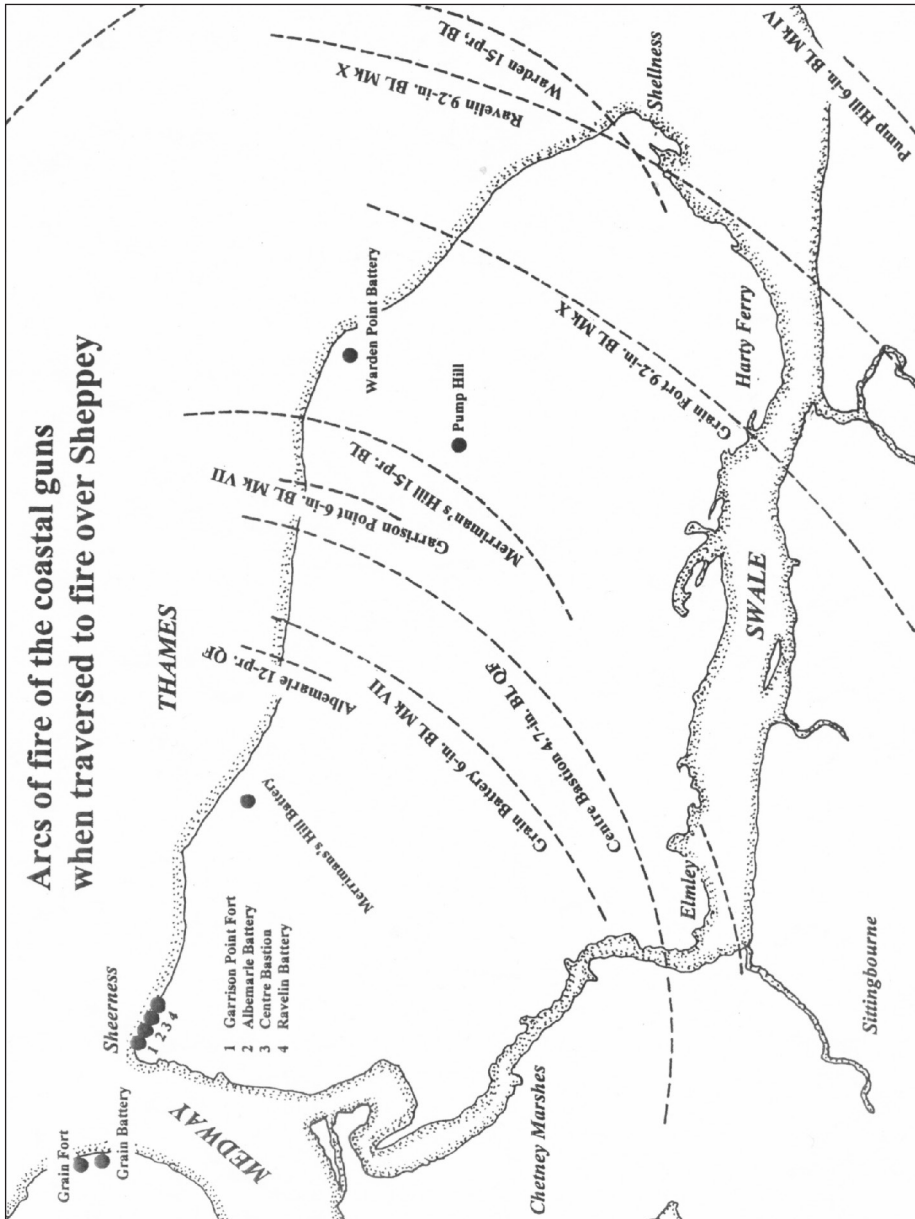 Arcs of fire of the coastal guns
when traversed to fire over Sheppey
Grain Fort
Grain Battery
MEDWAY
Sheerness
1 2 3 4
THAMES
1 Garrison Point Fort
2 Albemarle Battery
3 Centre Bastion
4 Ravelin Battery
Merriman's Hill Battery
Albemarle 12-pr. QF
Grain Battery 6-in. BL Mk VII
Centre Bastion 4.7-in. BL QF
Garrison Point 6-in. BL Mk VII
Merriman's Hill 15-pr. BL
Warden Point Battery
Pump Hill
Grain Fort 9.2-in. BL Mk X
Ravelin 9.2-in. BL Mk X
Warden 15-pr, BL
Shellness
Pump Hill 6-in. BL Mk IV
Harty Ferry
SWALE
Elmley
Chetney Marshes
Sittingbourne